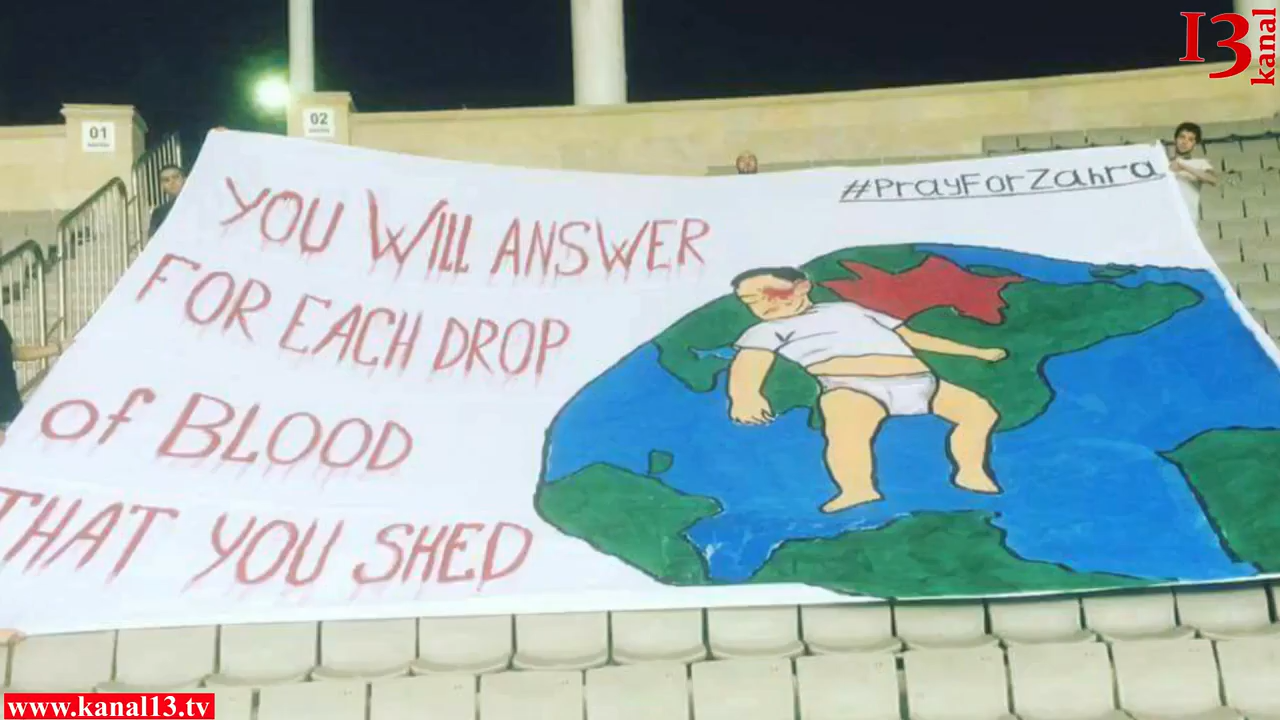 13 kanal
01
02
#PrayForZahra
YOU WILL ANSWER
FOR EACH DROP
of BLOOD
THAT YOU SHED
www.kanal13.tv